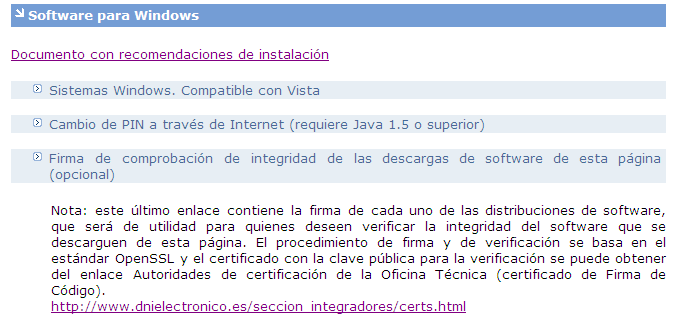 Software para Windows
Documento con recomendaciones de instalación
Sistemas Windows. Compatible con Vista
Cambio de PIN a través de Internet (requiere Java 1.5 o superior)
Firma de comprobación de integridad de las descargas de software de esta página
(opcional)
Nota: este último enlace contiene la firma de cada uno de las distribuciones de software,
que será de utilidad para quienes deseen verificar la integridad del software que se
descarguen de esta página. El procedimiento de firma y de verificación se basa en el
estándar OpenSSL y el certificado con la clave pública para la verificación se puede obtener
del enlace Autoridades de certificación de la Oficina Técnica (certificado de Firma de
Código).
http://www.dnielectronico.es/seccion_integradores/certs.html